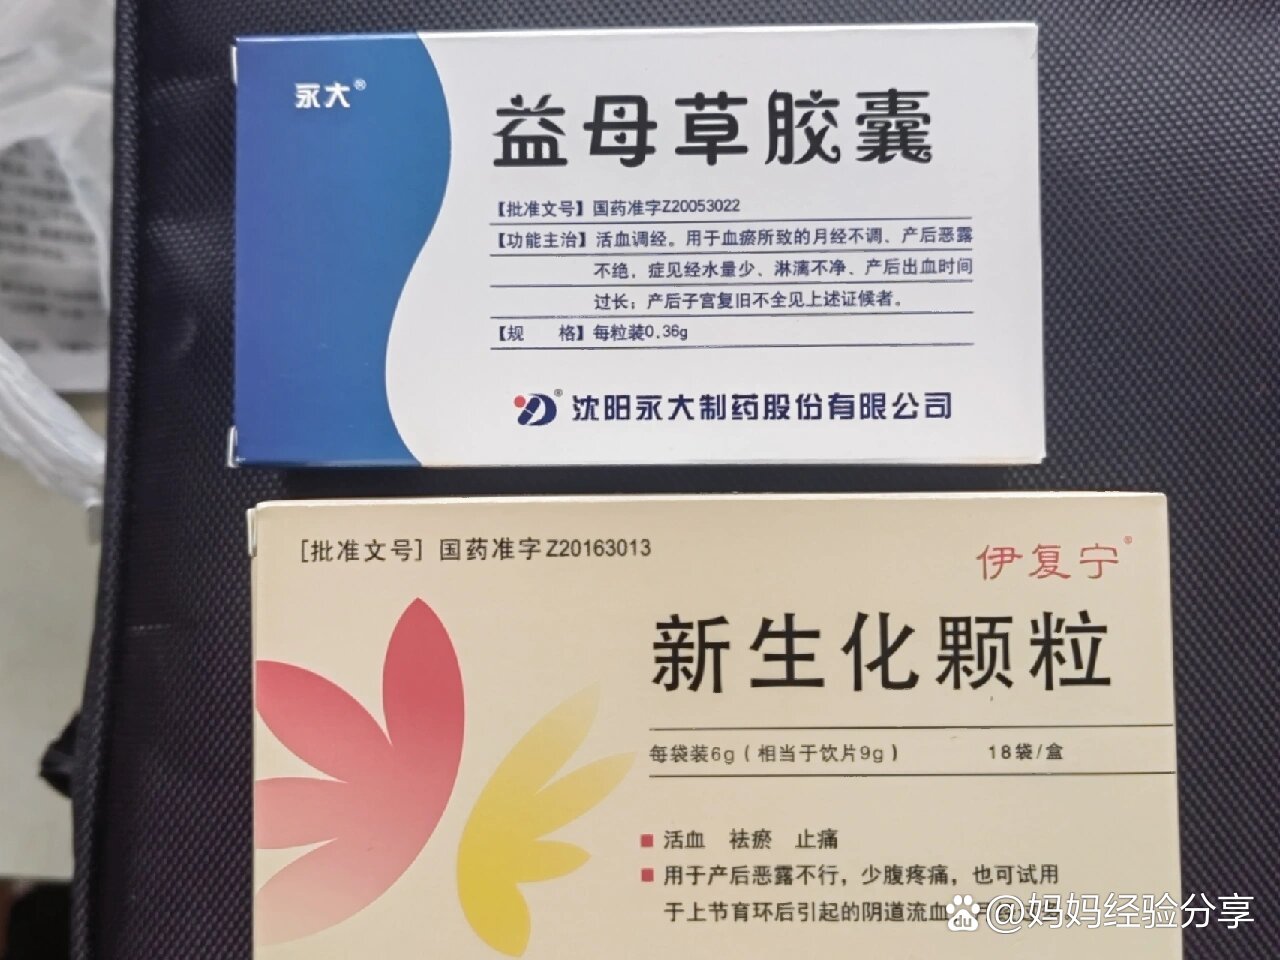 永大®
益母草胶囊
【批准文号】国药准字Z20053022
【功能主治】活血调经。用于血瘀所致的月经不调、产后恶露
不绝，症见经水量少、淋漓不净、产后出血时间
过长；产后子宫复旧不全见上述证候者。
【规 格】每粒装0.36g
®沈阳永大制药股份有限公司
[批准文号] 国药准字Z20163013
伊复宁®
新生化颗粒
每袋装6g（相当于饮片9g） 18袋/盒
活血 祛瘀 止痛
用于产后恶露不行，少腹疼痛，也可试用
于上节育环后引起的阴道流血
du @妈妈经验分享